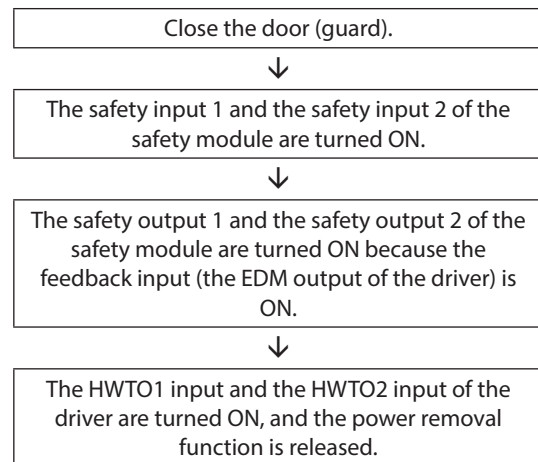 Close the door (guard).
The safety input 1 and the safety input 2 of the
safety module are turned ON.
The safety output 1 and the safety output 2 of the
safety module are turned ON because the
feedback input (the EDM output of the driver) is
ON.
The HWTO1 input and the HWTO2 input of the
driver are turned ON, and the power removal
function is released.